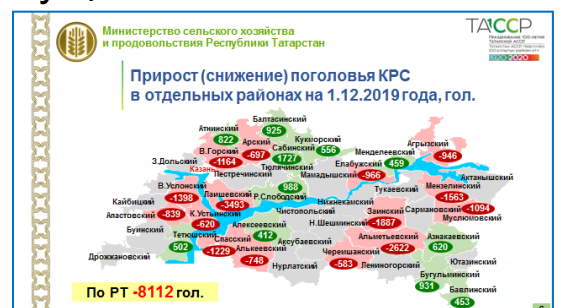 Министерство сельского хозяйства
и продовольствия Республики Татарстан
ТАССР
1920-2020
Прирост (снижение) поголовья КРС
в отдельных районах на 1.12.2019 года, гол.
Балтасинский
925
Атнинский
822
Кукморский
556
Арский
-697
Сабинский
1727
В.Горский
-1164
Менделеевский
459
Агрызский
-946
З.Дольский
Казань
Тюлячинский
Пестречинский
Мамадышский
Елабужский
-966
Актанышский
В.Услонский
-1398
Лаишевский
-3493
988
Р.Слободский
Тукаевский
Мензелинский
-1563
Кайбицкий
Нижнекамский
Апастовский
-839
К.Устьинский
-620
Чистопольский
Заинский
-1887
Сармановский
-1094
Муслюмовский
Буинский
Тетюшский
502
Алексеевский
412
Н.Шешминский
Спасский
-1229
Аксубаевский
Альметьевский
-2622
Азнакаевский
620
Дрожжановский
Алькеевский
-748
Нурлатский
Черемшанский
-583
Лениногорский
Ютазинский
Бугульминский
931
Бавлинский
453
По РТ -8112 гол.